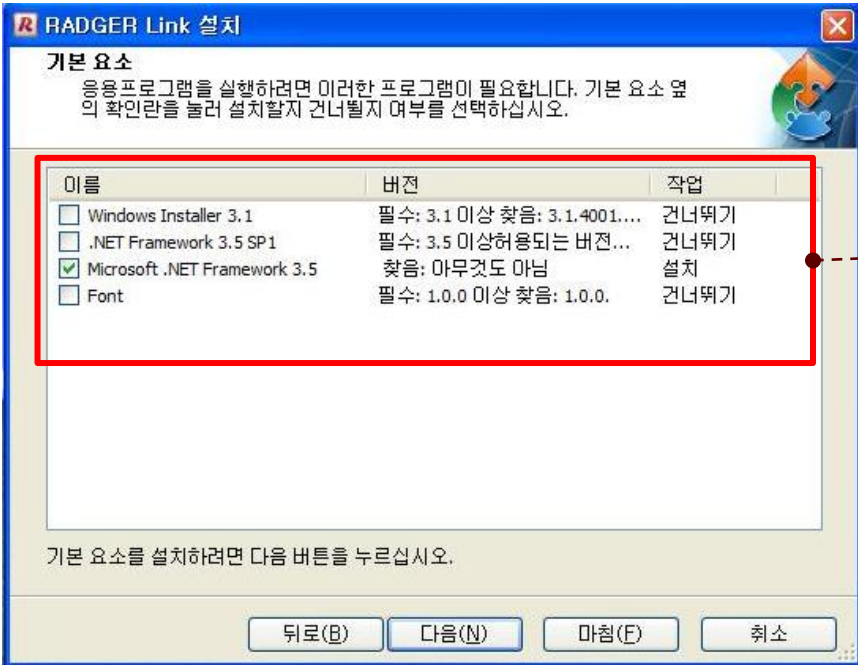 RADGER Link 설치
기본 요소
응용프로그램을 실행하려면 이러한 프로그램이 필요합니다. 기본 요소 옆
의 확인란을 눌러 설치할지 건너뛸지 여부를 선택하십시오.
이름 버전 작업
Windows Installer 3.1 필수: 3.1 이상 찾음: 3.1.4001.... 건너뛰기
.NET Framework 3.5 SP1 필수: 3.5 이상허용되는 버전... 건너뛰기
Microsoft .NET Framework 3.5 찾음: 아무것도 아님 설치
Font 필수: 1.0.0 이상 찾음: 1.0.0. 건너뛰기
기본 요소를 설치하려면 다음 버튼을 누르십시오.
뒤로(B) 다음(N) 마침(F) 취소